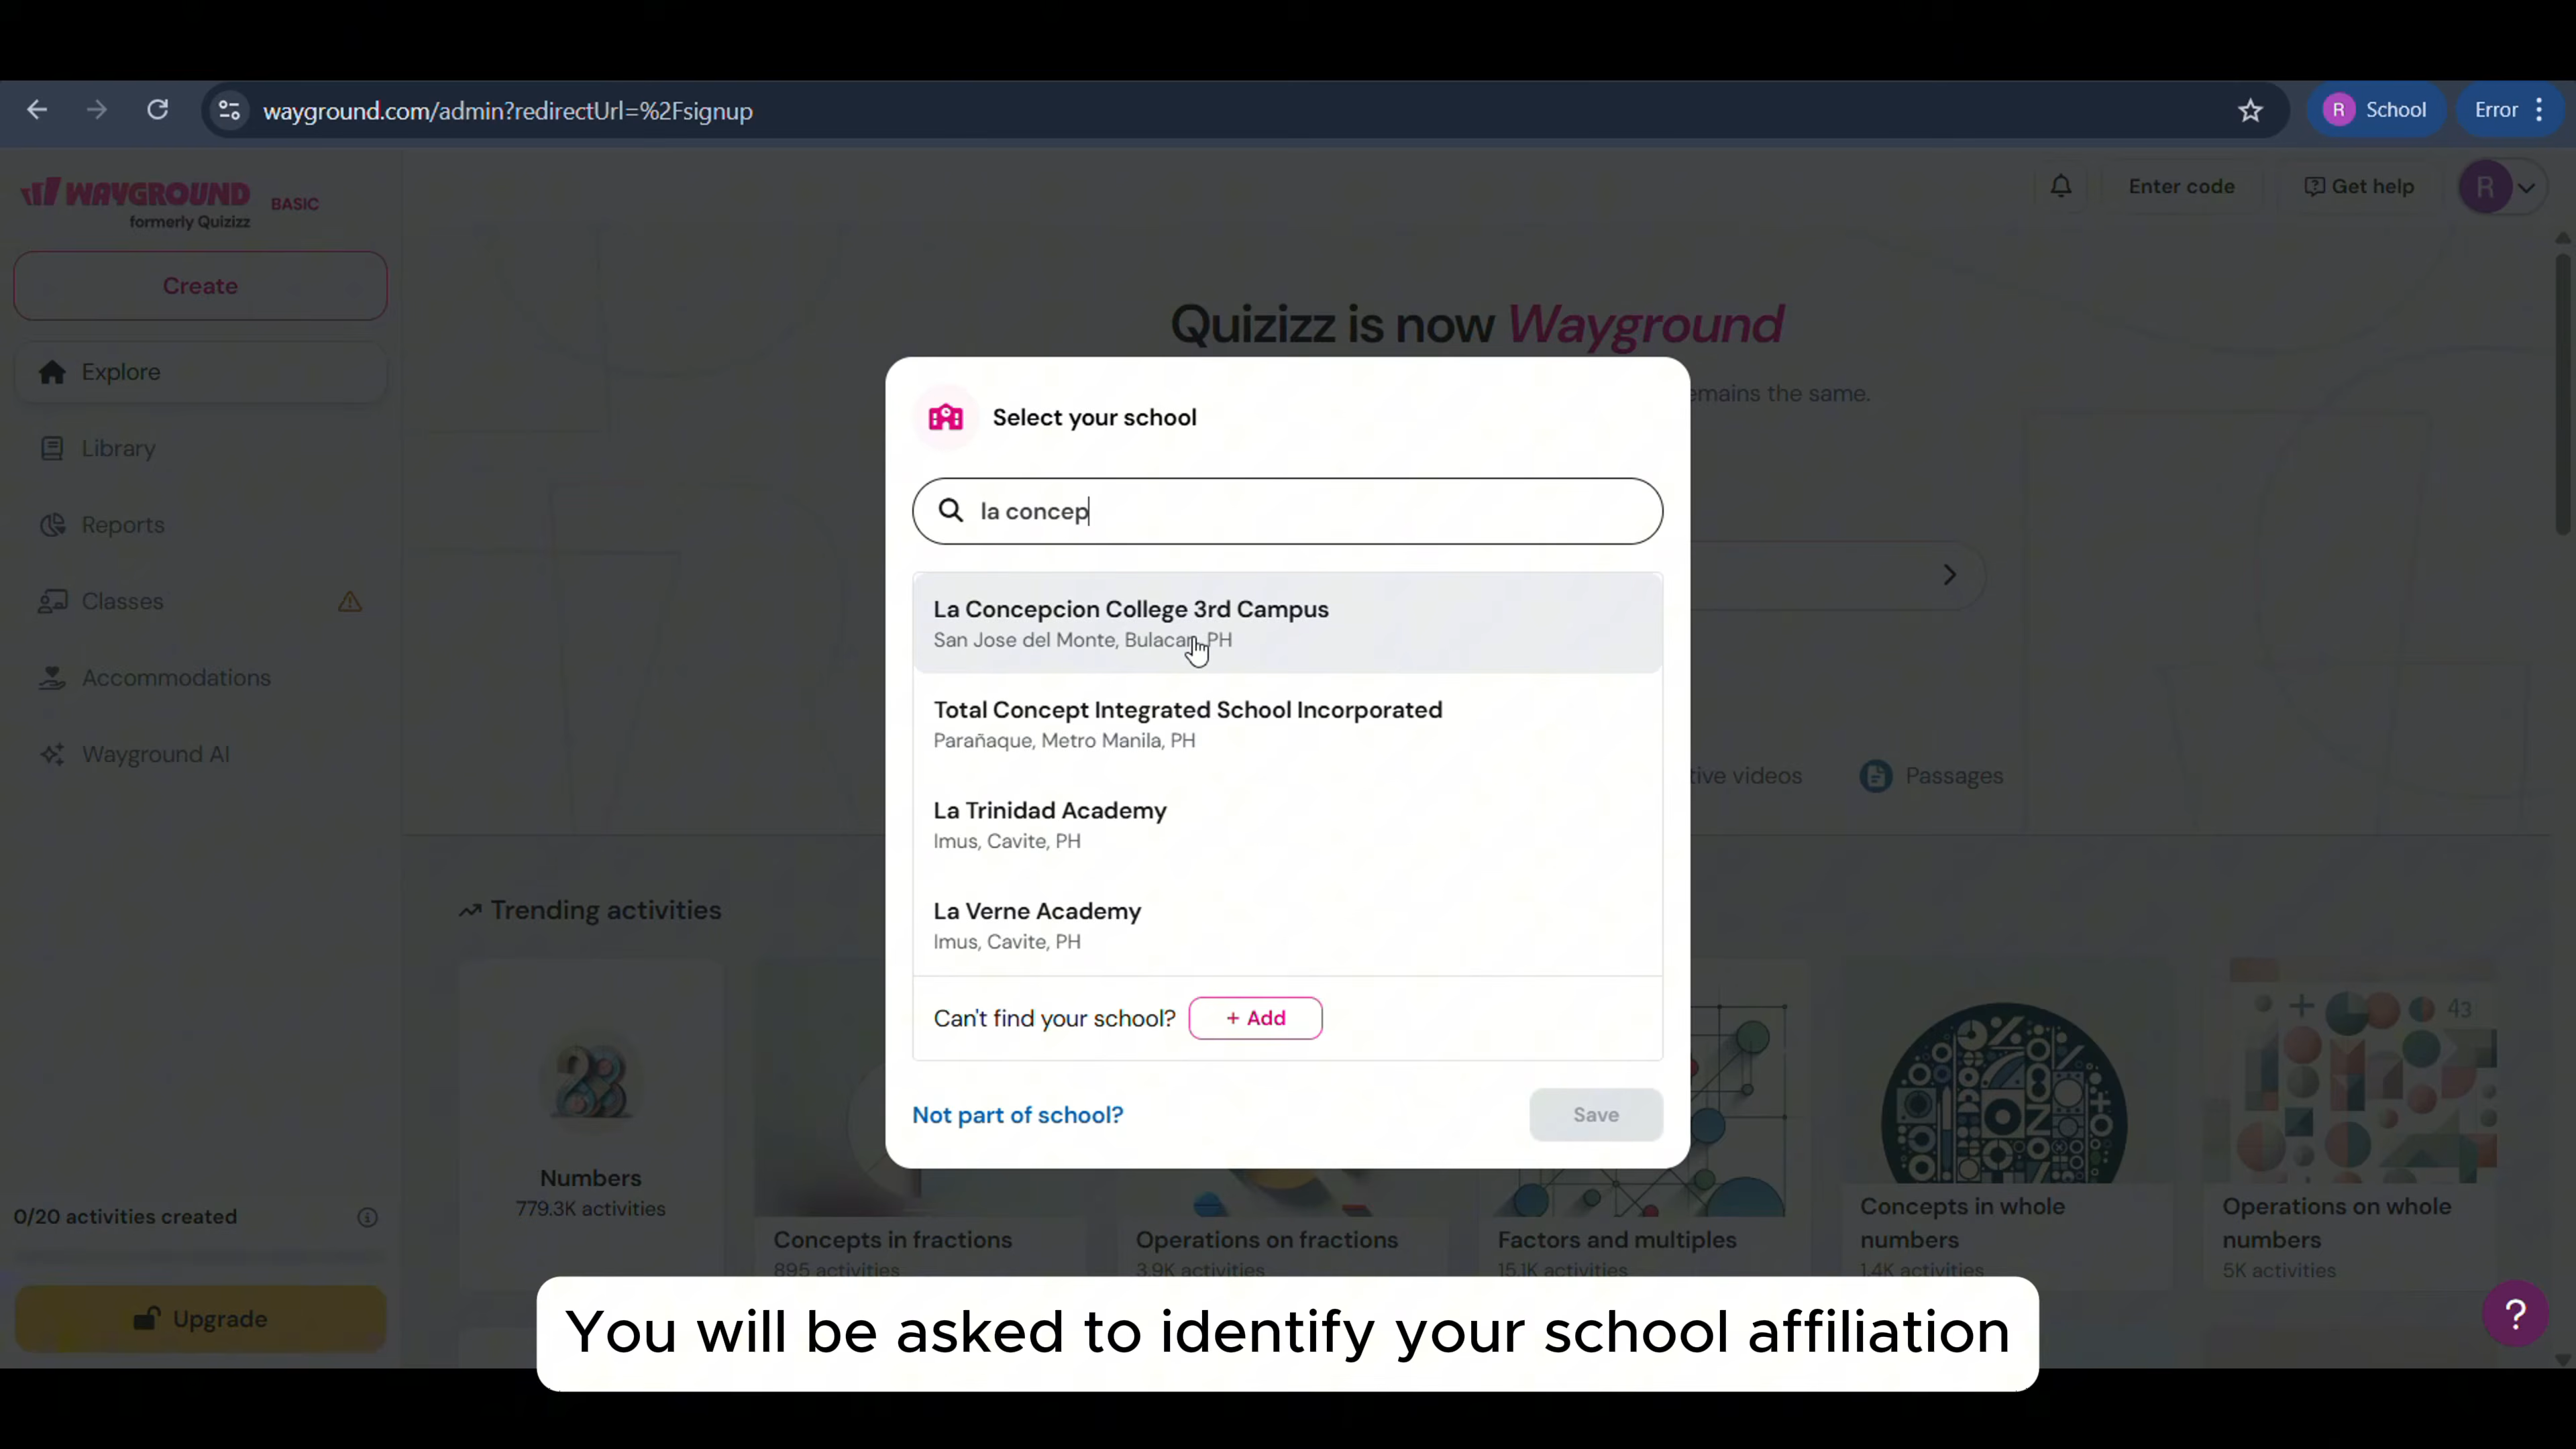 wayground.com/admin?redirectUrl=%2Fsignup
R School
Error
WAYGROUND
formerly Quizizz
BASIC
Create
Explore
Library
Reports
Classes
Accommodations
Wayground AI
0/20 activities created
Upgrade
Enter code
Get help
R
Quizizz is now Wayground
emains the same.
Select your school
la concep
La Concepcion College 3rd Campus
San Jose del Monte, Bulacan, PH
Total Concept Integrated School Incorporated
Parañaque, Metro Manila, PH
La Trinidad Academy
Imus, Cavite, PH
La Verne Academy
Imus, Cavite, PH
Can't find your school?
+ Add
Not part of school?
Save
tive videos
Passages
Trending activities
Numbers
779.3K activities
Concepts in fractions
895 activities
Operations on fractions
3.9K activities
Factors and multiples
15.1K activities
Concepts in whole
numbers
1.4K activities
43
Operations on whole
numbers
5K activities
?
You will be asked to identify your school affiliation